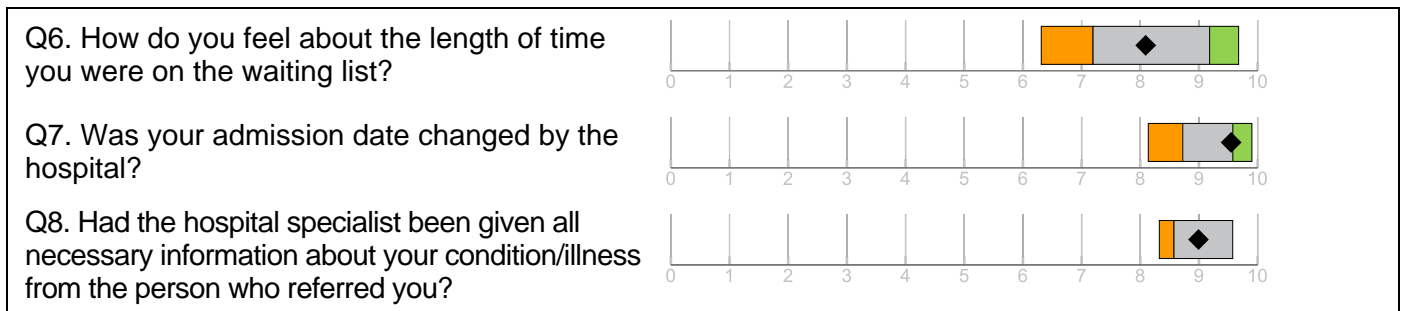 Q6. How do you feel about the length of time
you were on the waiting list?
0 1 2 3 4 5 6 7 8 9 10
Q7. Was your admission date changed by the
hospital?
0 1 2 3 4 5 6 7 8 9 10
Q8. Had the hospital specialist been given all
necessary information about your condition/illness
from the person who referred you?
0 1 2 3 4 5 6 7 8 9 10